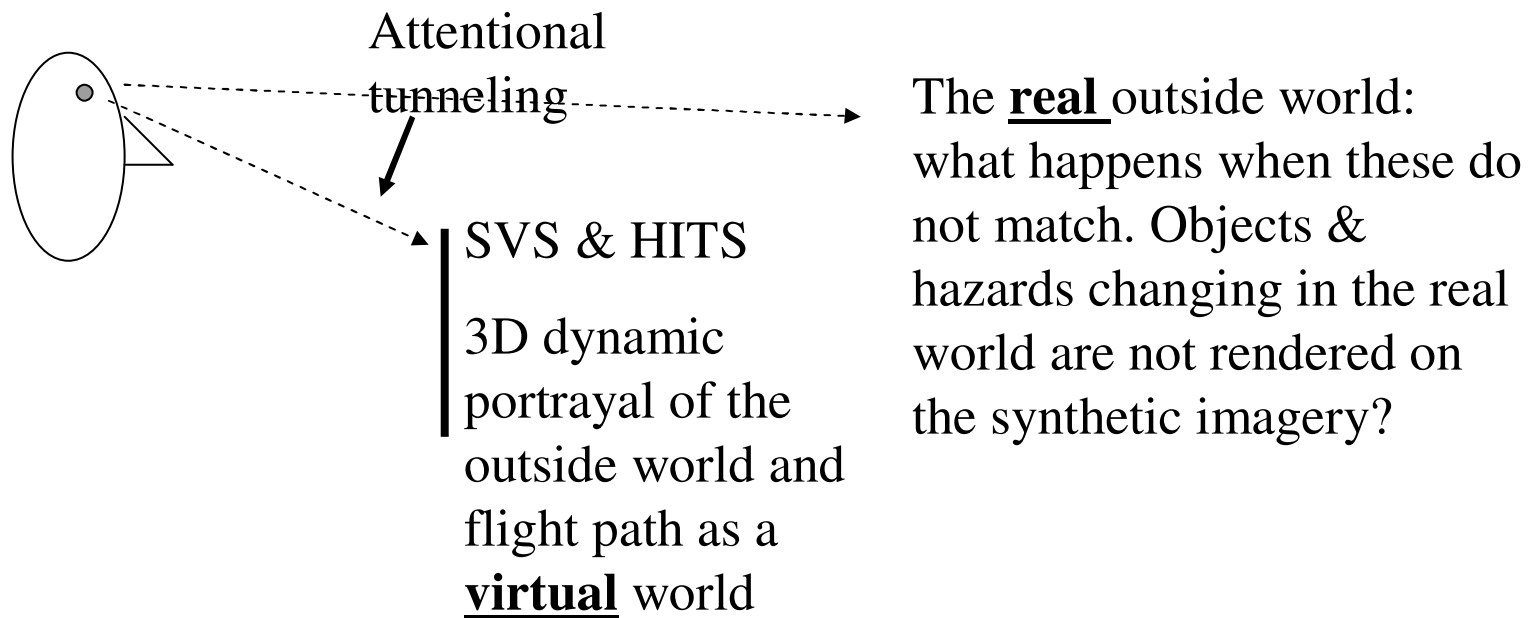 Attentional
tunneling
SVS & HITS
3D dynamic
portrayal of the
outside world and
flight path as a
virtual world
The real outside world:
what happens when these do
not match. Objects &
hazards changing in the real
world are not rendered on
the synthetic imagery?